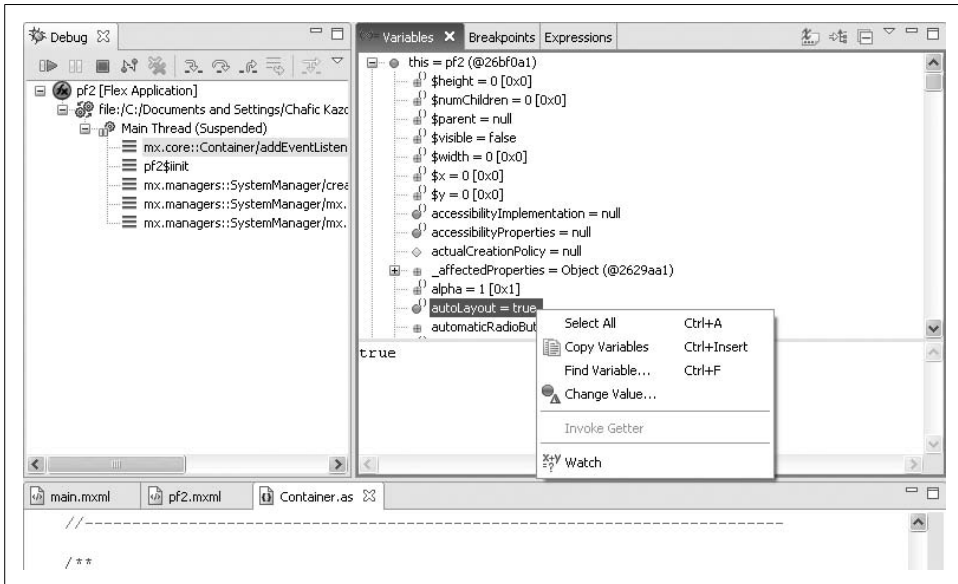 Debug
pf2 [Flex Application]
file:/C:/Documents and Settings/Chafic Kazc
Main Thread (Suspended)
mx.core::Container/addEventListen
pf2$iinit
mx.managers::SystemManager/crea
mx.managers::SystemManager/mx.
mx.managers::SystemManager/mx.
Variables Breakpoints Expressions
this = pf2 (@26bf0a1)
$height = 0 [0x0]
$numChildren = 0 [0x0]
$parent = null
$visible = false
$width = 0 [0x0]
$x = 0 [0x0]
$y = 0 [0x0]
accessibilityImplementation = null
accessibilityProperties = null
actualCreationPolicy = null
_affectedProperties = Object (@2629aa1)
alpha = 1 [0x1]
autoLayout = true
automaticRadioBut
true
Select All Ctrl+A
Copy Variables Ctrl+Insert
Find Variable... Ctrl+F
Change Value...
Invoke Getter
Watch
main.mxml pf2.mxml Container.as
//--------------------------------------------------------------------------
/**